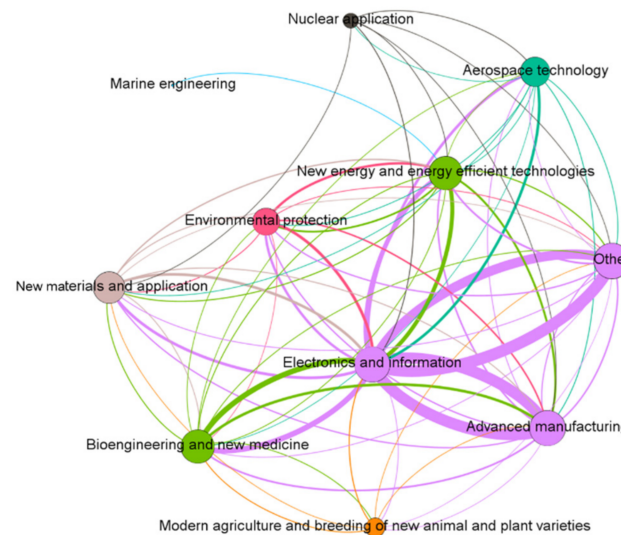 Nuclear application
Aerospace technology
Marine engineering
New energy and energy efficient technologies
Environmental protection
Othe
New materials and application
Electronics and information
Advanced manufacturin
Bioengineering and new medicine
Modern agriculture and breeding of new animal and plant varieties